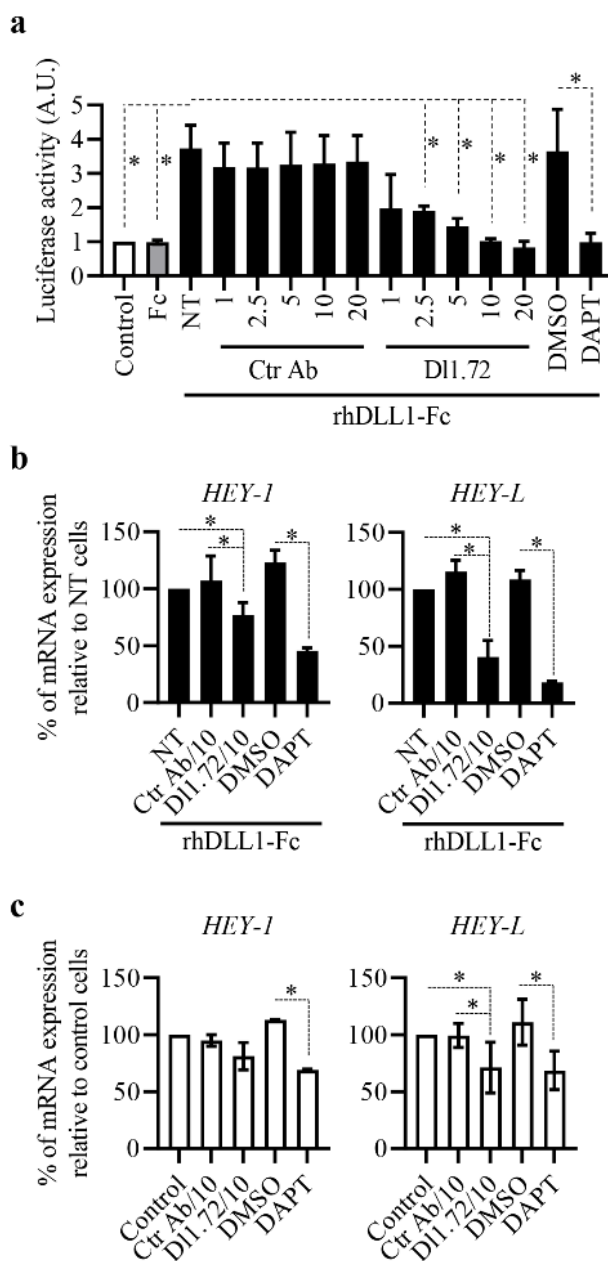 a
Luciferase activity (A.U.)
5
4
3
2
1
0
* * * * * * *
Control
Fc
NT
1
2.5
5
10
20
1
2.5
5
10
20
DMSO
DAPT
Ctr Ab
Dl1.72
rhDLL1-Fc
b
% of mRNA expression
relative to NT cells
HEY-1
150
100
50
0
* * *
NT
Ctr Ab/10
Dl1.72/10
DMSO
DAPT
rhDLL1-Fc
HEY-L
150
100
50
0
* * *
NT
Ctr Ab/10
Dl1.72/10
DMSO
DAPT
rhDLL1-Fc
c
% of mRNA expression
relative to control cells
HEY-1
150
100
50
0
*
Control
Ctr Ab/10
Dl1.72/10
DMSO
DAPT
HEY-L
150
100
50
0
* * *
Control
Ctr Ab/10
Dl1.72/10
DMSO
DAPT